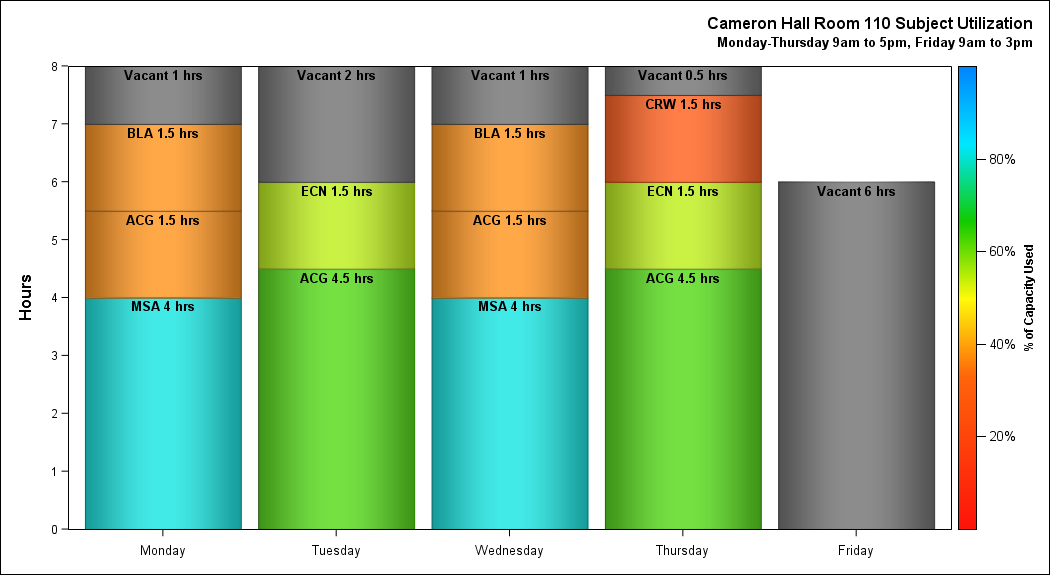 Cameron Hall Room 110 Subject Utilization
Monday-Thursday 9am to 5pm, Friday 9am to 3pm
Hours
8
7
6
5
4
3
2
1
0
Vacant 1 hrs
BLA 1.5 hrs
ACG 1.5 hrs
MSA 4 hrs
Vacant 2 hrs
ECN 1.5 hrs
ACG 4.5 hrs
Vacant 1 hrs
BLA 1.5 hrs
ACG 1.5 hrs
MSA 4 hrs
Vacant 0.5 hrs
CRW 1.5 hrs
ECN 1.5 hrs
ACG 4.5 hrs
Vacant 6 hrs
Monday
Tuesday
Wednesday
Thursday
Friday
80%
60%
40%
20%
% of Capacity Used